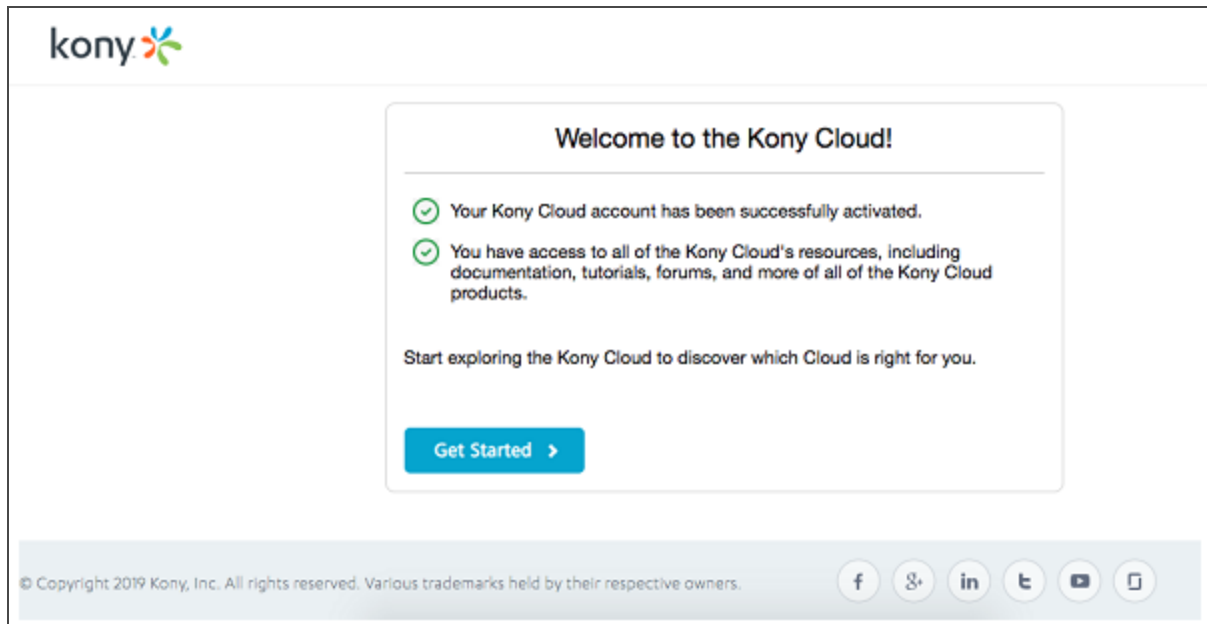 kony
Welcome to the Kony Cloud!
Your Kony Cloud account has been successfully activated.
You have access to all of the Kony Cloud's resources, including
documentation, tutorials, forums, and more of all of the Kony Cloud
products.
Start exploring the Kony Cloud to discover which Cloud is right for you.
Get Started
© Copyright 2019 Kony, Inc. All rights reserved. Various trademarks held by their respective owners.